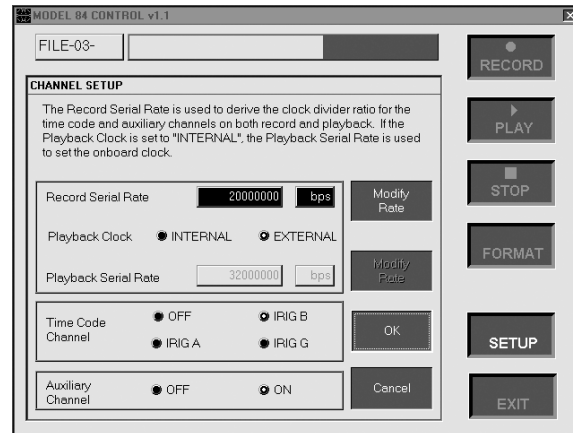 MODEL 84 CONTROL v1.1
FILE-03-
RECORD
CHANNEL SETUP
The Record Serial Rate is used to derive the clock divider ratio for the
time code and auxiliary channels on both record and playback. If the
Playback Clock is set to "INTERNAL", the Playback Serial Rate is used
to set the onboard clock.
PLAY
Record Serial Rate 20000000 bps Modify
Rate
STOP
Playback Clock INTERNAL EXTERNAL
FORMAT
Playback Serial Rate 32000000 bps Modify
Rate
Time Code
Channel OFF IRIG B
IRIG A IRIG G
OK
SETUP
Auxiliary
Channel OFF ON
Cancel
EXIT